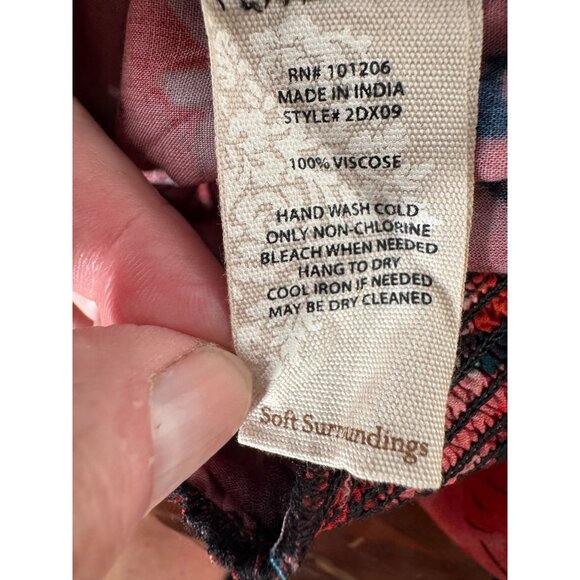 RN# 101206
MADE IN INDIA
STYLE# 2DX09
100% VISCOSE
HAND WASH COLD
ONLY NON-CHLORINE
BLEACH WHEN NEEDED
HANG TO DRY
COOL IRON IF NEEDED
MAY BE DRY CLEANED
Soft Surroundings